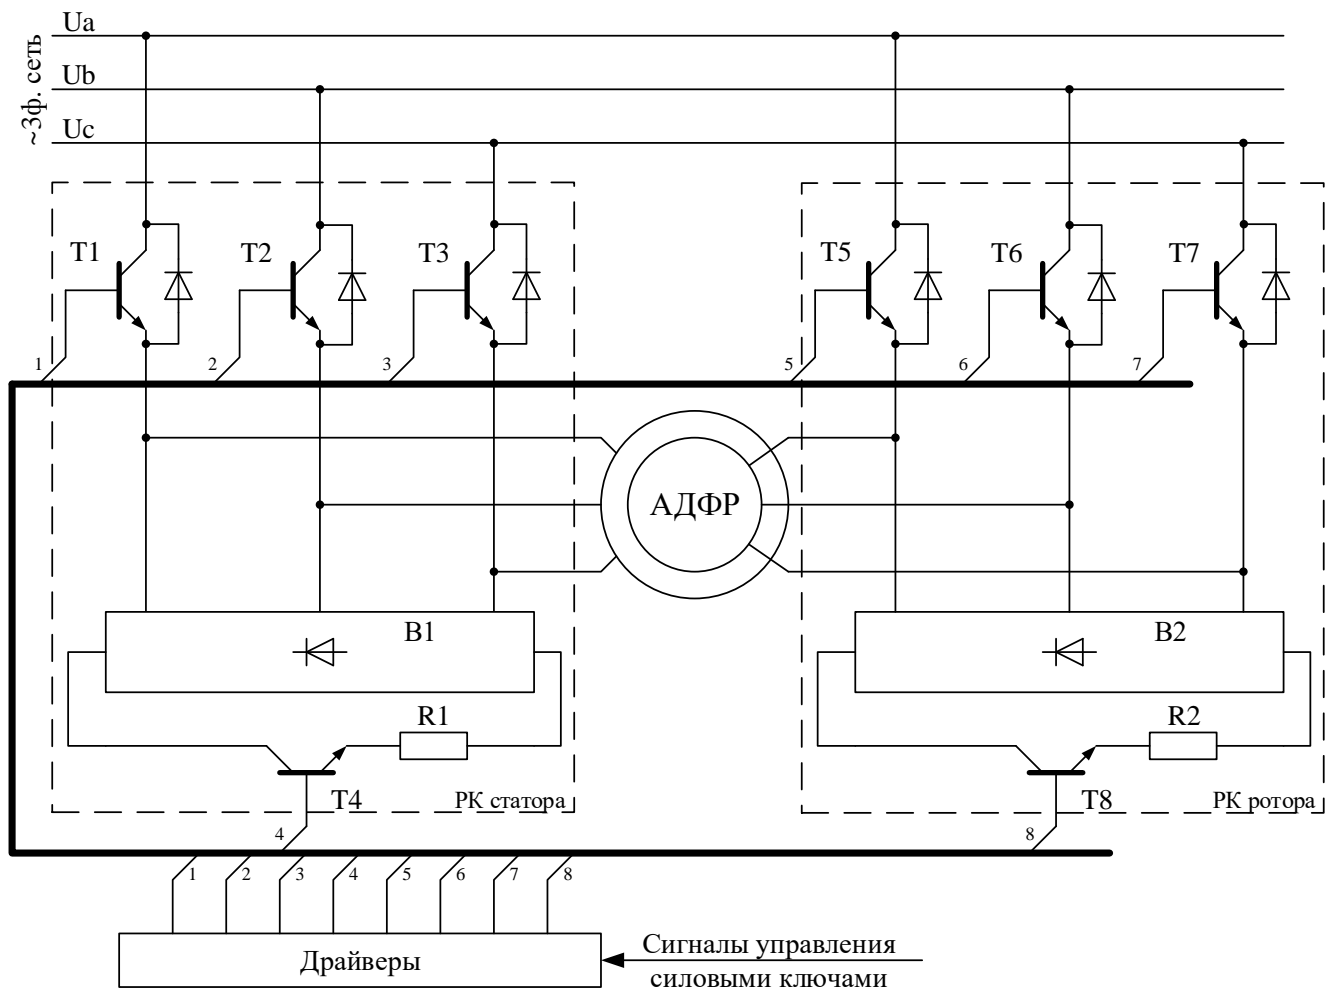 Ua
Ub
Uc
~3ф. сеть
T1
T2
T3
T5
T6
T7
1
2
3
5
6
7
АДФР
B1
B2
R1
R2
T4
РК статора
T8
РК ротора
4
8
1
2
3
4
5
6
7
8
Драйверы
Сигналы управления
силовыми ключами